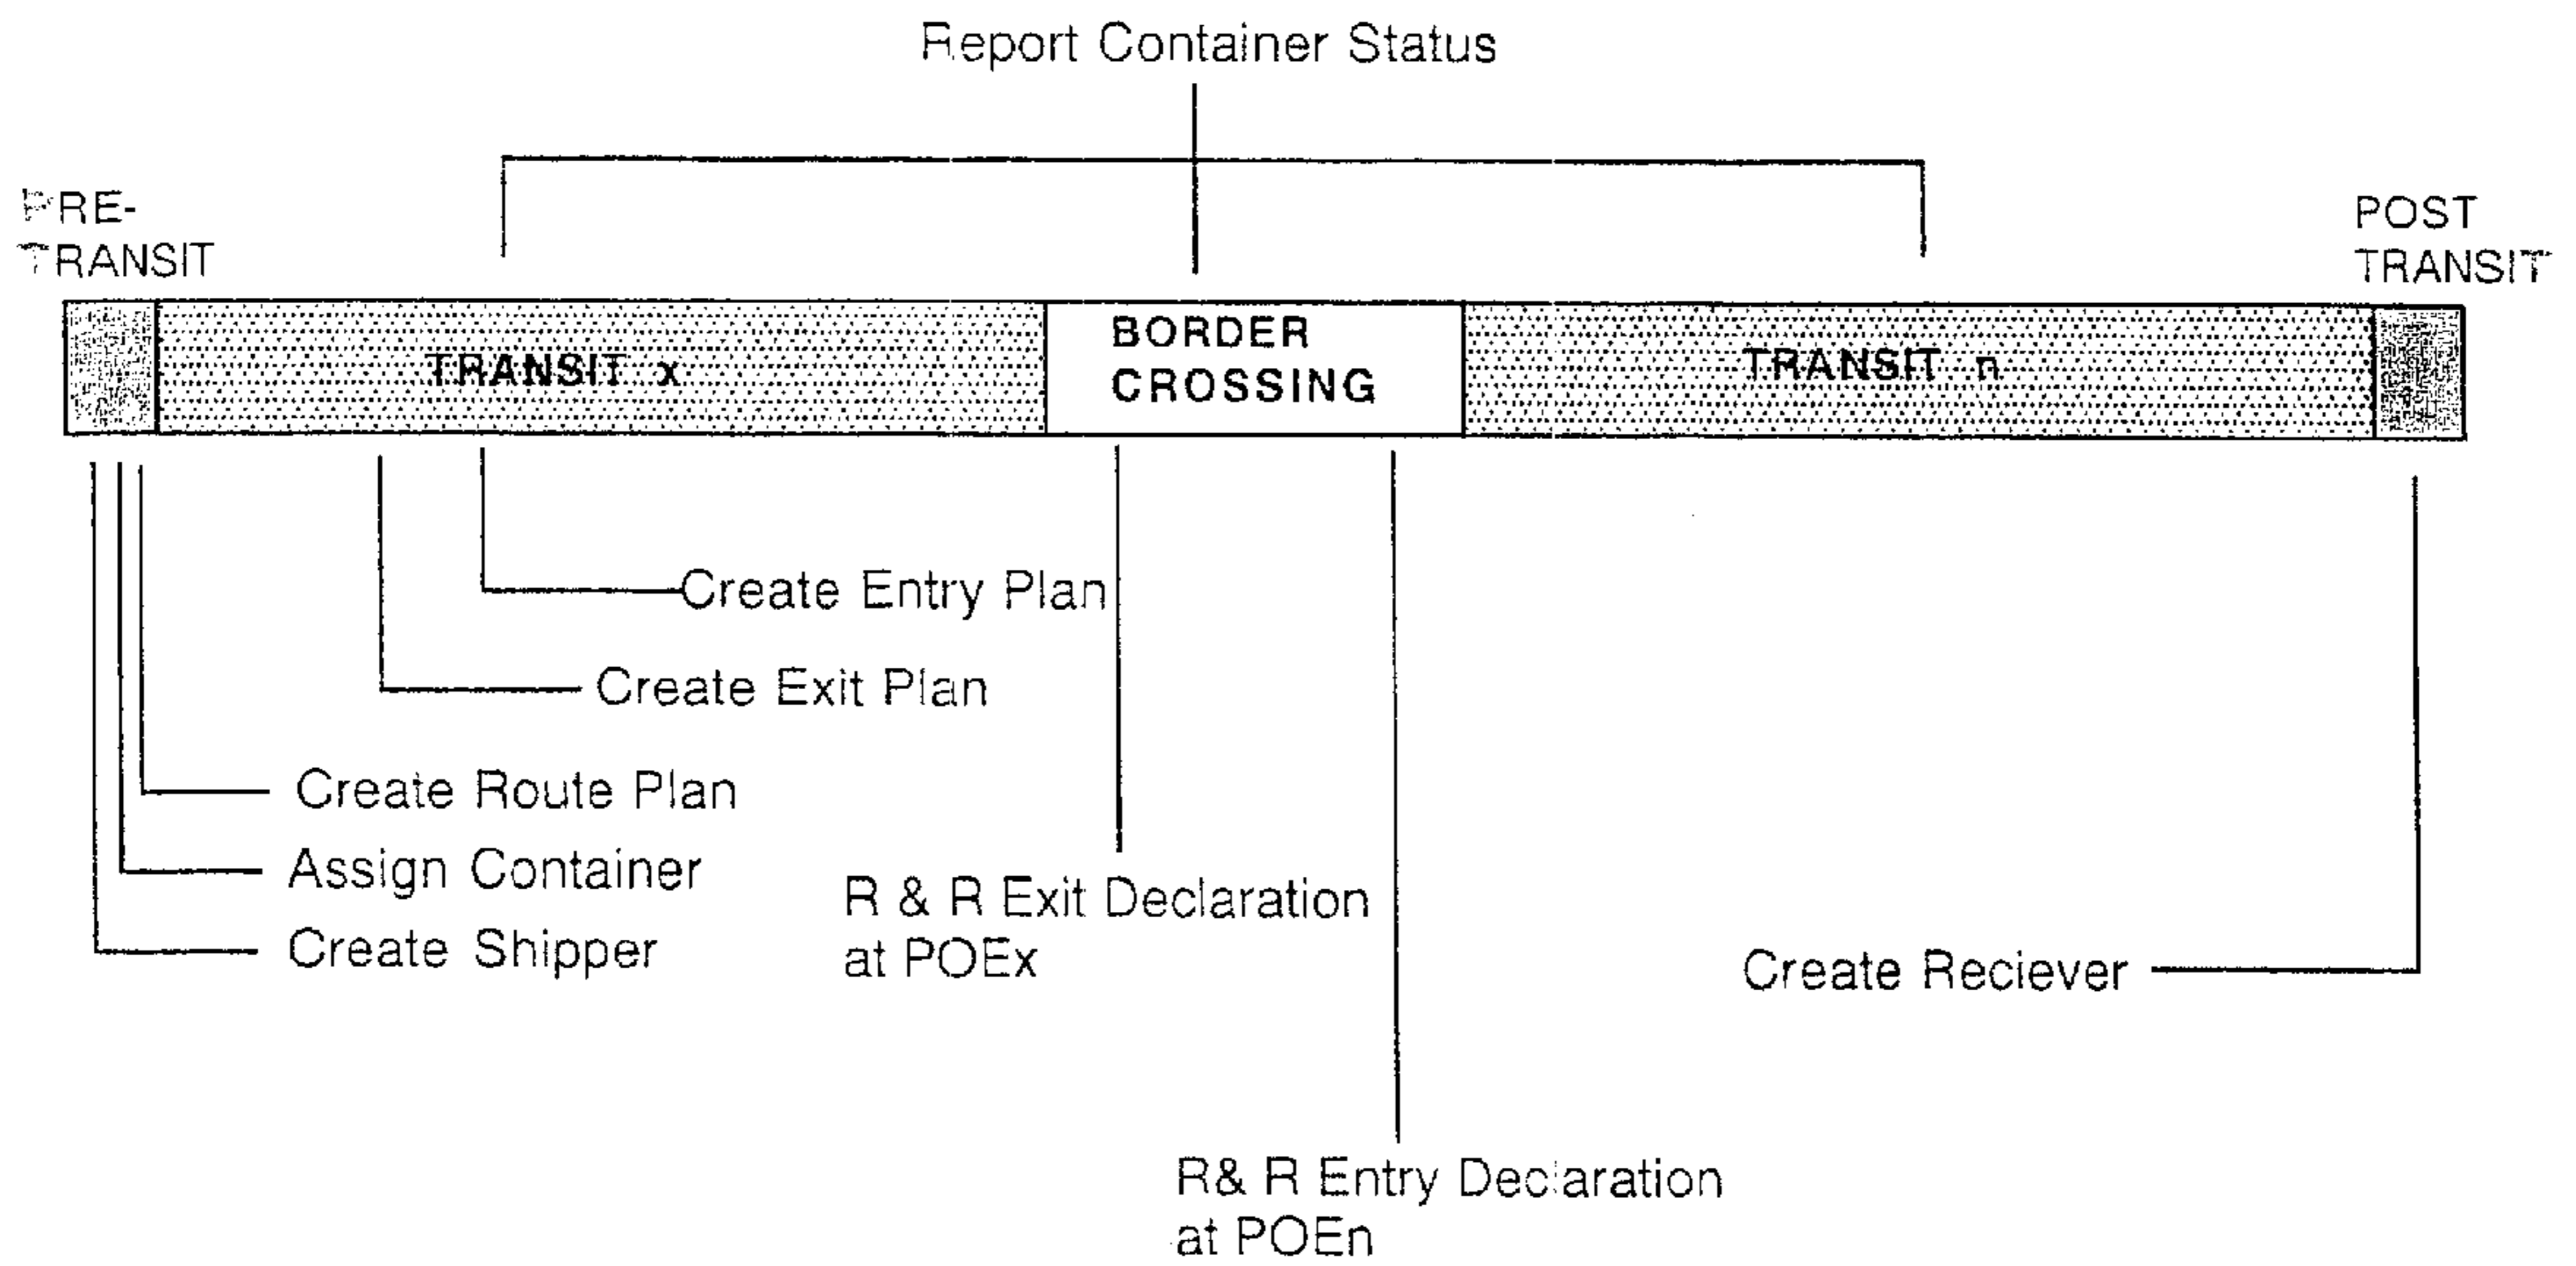 Report Container Status
PRE-
TRANSIT
POST
TRANSIT
TRANSIT x
BORDER
CROSSING
TRANSIT n
Create Entry Plan
Create Exit Plan
Create Route Plan
Assign Container
Create Shipper
R & R Exit Declaration
at POEx
Create Reciever
R& R Entry Declaration
at POEn